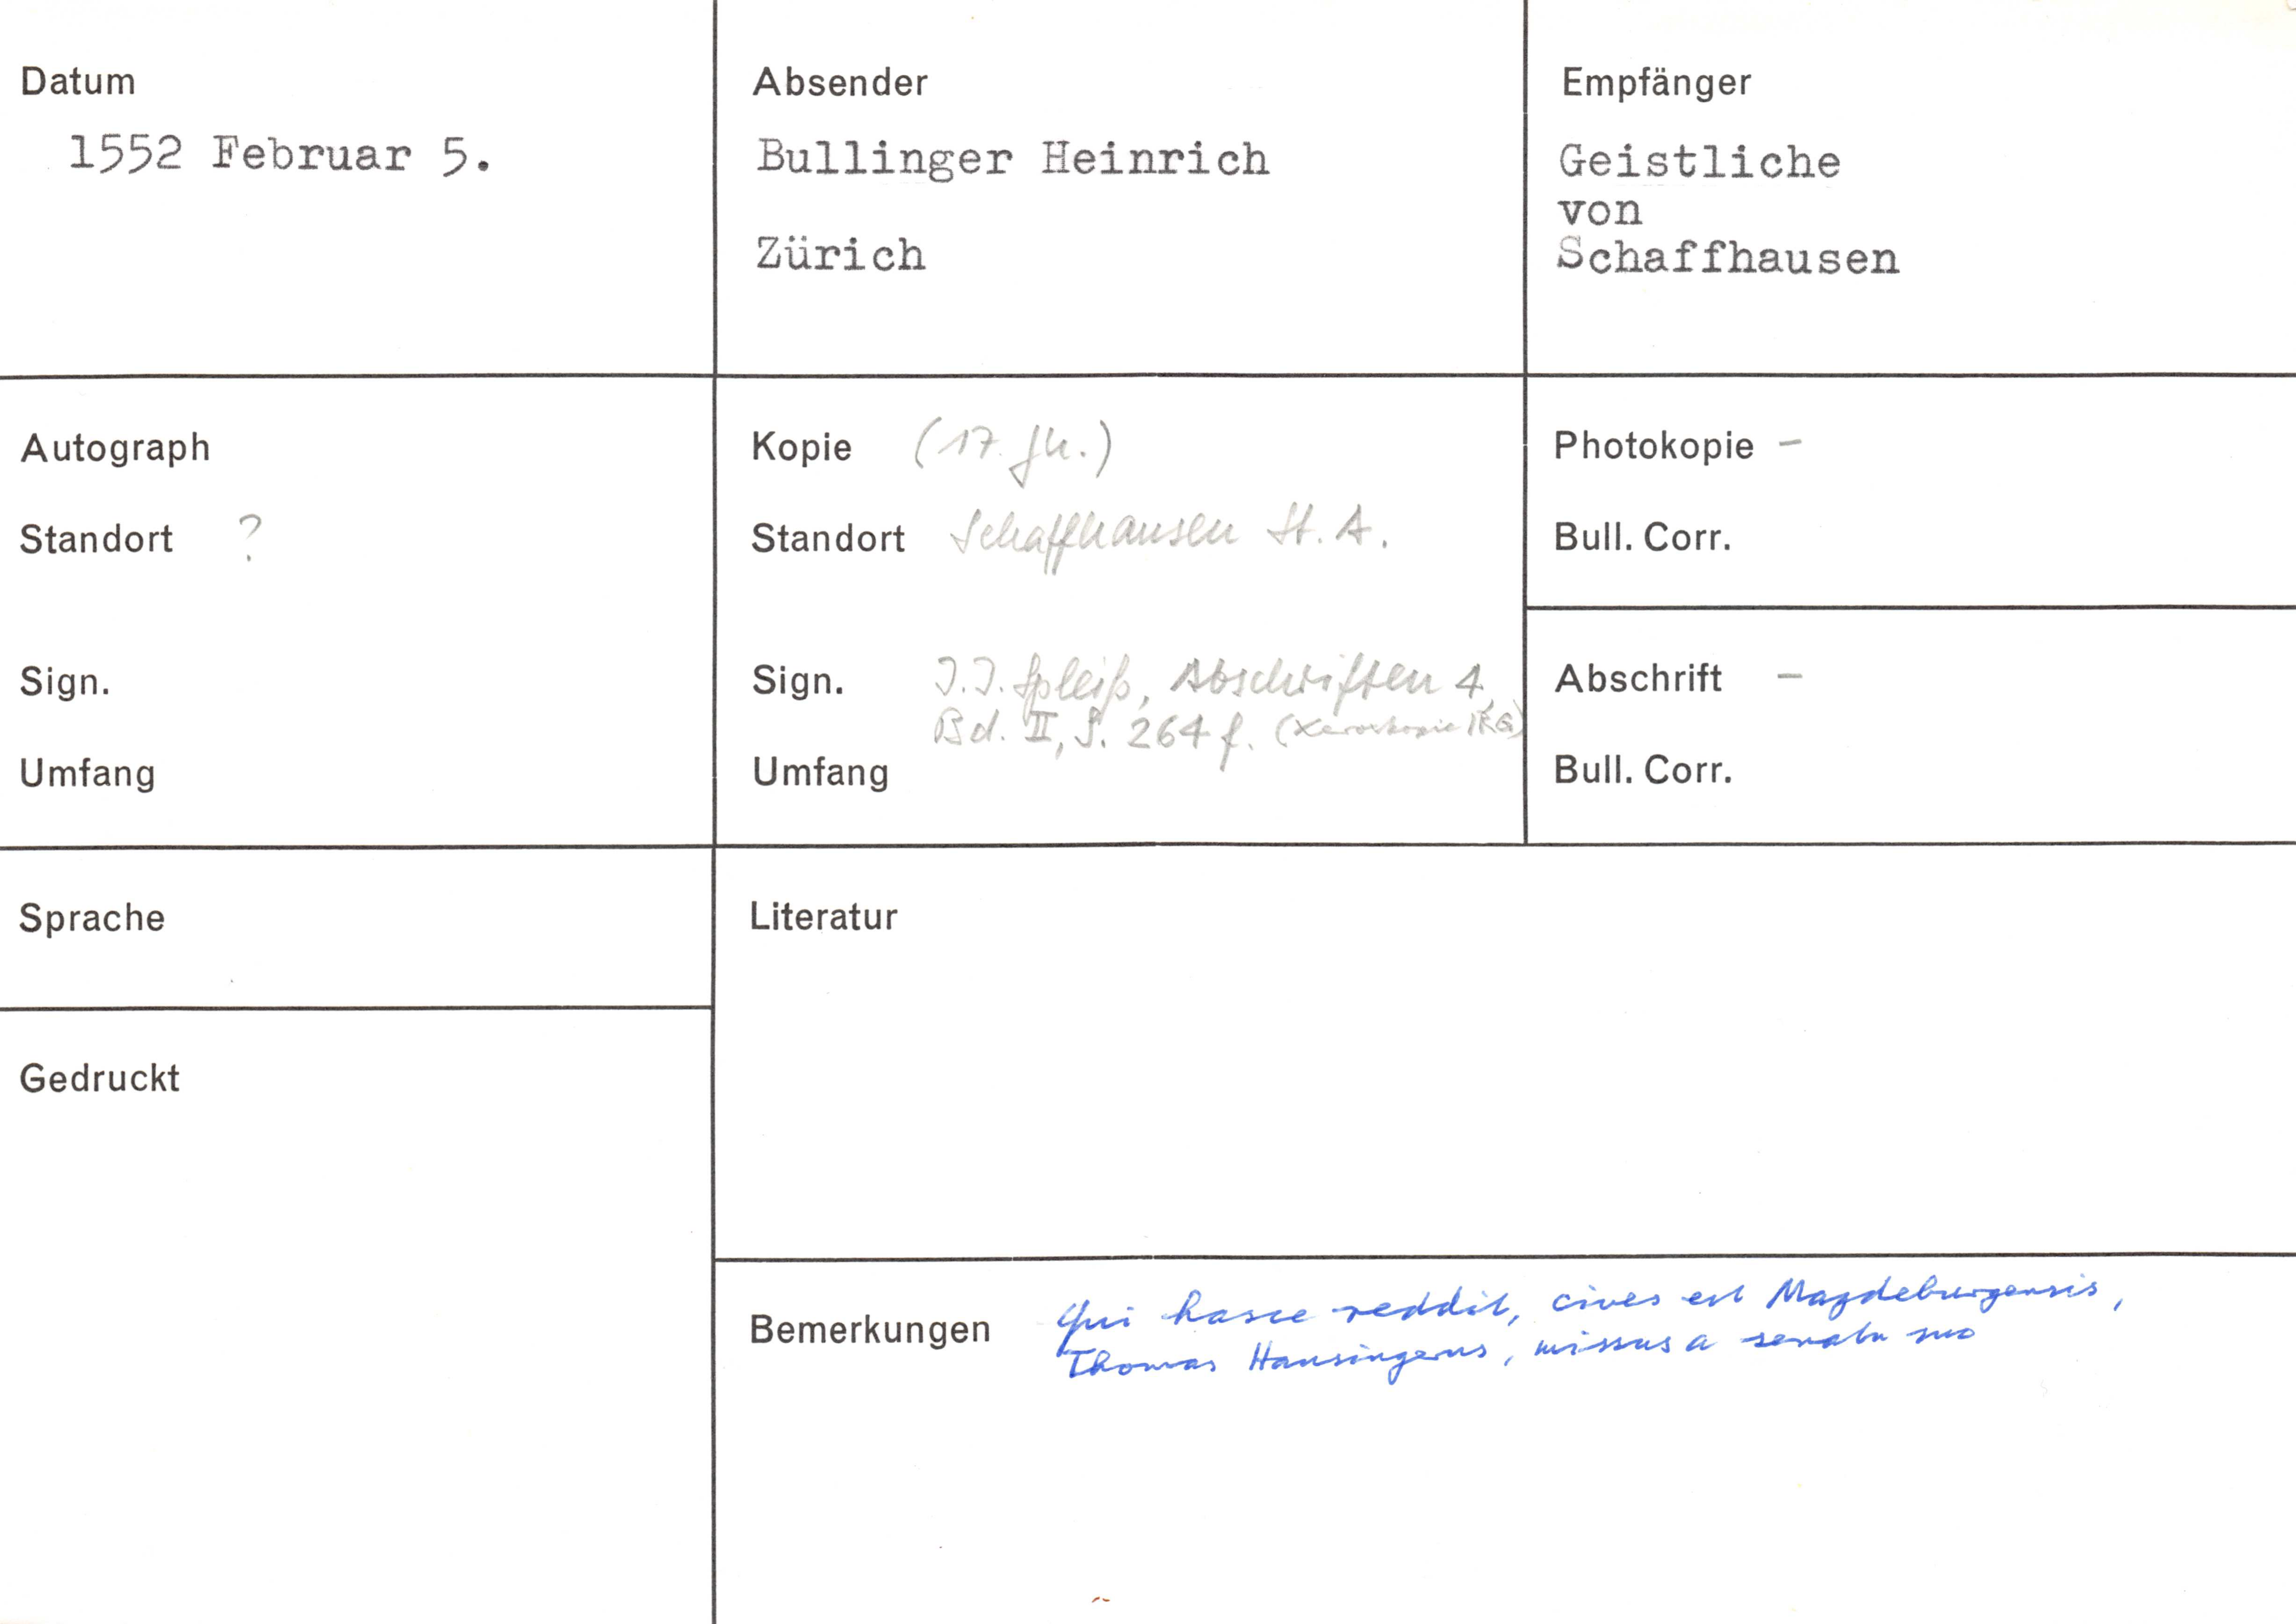 Datum
1552 Februar 5.
Absender
Bullinger Heinrich
Zürich
Empfänger
Geistliche
von
Schaffhausen
Autograph
Standort ?
Sign.
Umfang
Kopie (17. Jh.)
Standort Schaffhausen St. A.
Sign. J.J. Spleiß, Abschriften 4,
Bd. II, S. 264 f. (Xerokopie IRG)
Umfang
Photokopie –
Bull. Corr.
Abschrift –
Bull. Corr.
Sprache
Gedruckt
Literatur
Bemerkungen Qui hasce reddit, cives est Magdeburgensis,
Thomas Hansingerus, missus a senatu suo